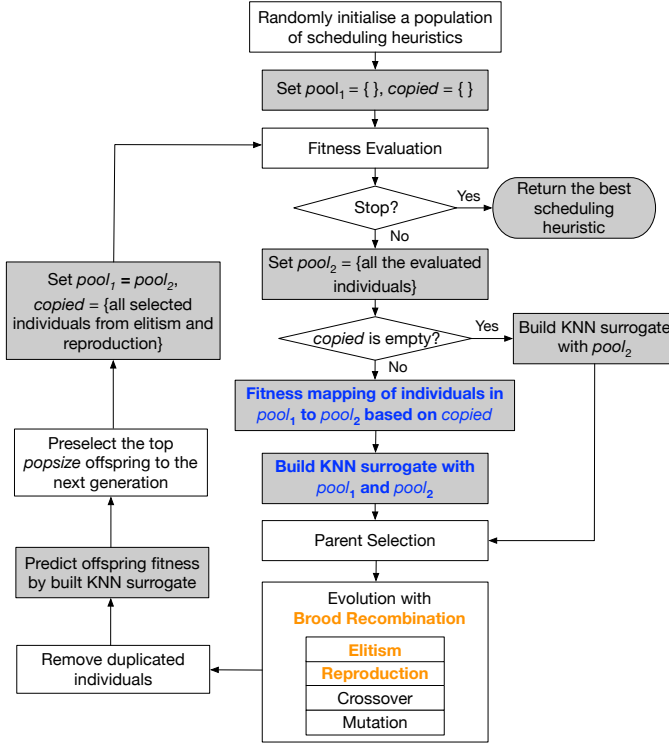 Randomly initialise a population
of scheduling heuristics
Set pool₁ = { }, copied = { }
Fitness Evaluation
Stop?
Yes
Return the best
scheduling
heuristic
No
Set pool₂ = {all the evaluated
individuals}
copied is empty?
Yes
Build KNN surrogate
with pool₂
No
Fitness mapping of individuals in
pool₁ to pool₂ based on copied
Build KNN surrogate with
pool₁ and pool₂
Parent Selection
Evolution with
Brood Recombination
Elitism
Reproduction
Crossover
Mutation
Remove duplicated
individuals
Predict offspring fitness
by built KNN surrogate
Preselect the top
popsize offspring to the
next generation
Set pool₁ = pool₂,
copied = {all selected
individuals from elitism and
reproduction}